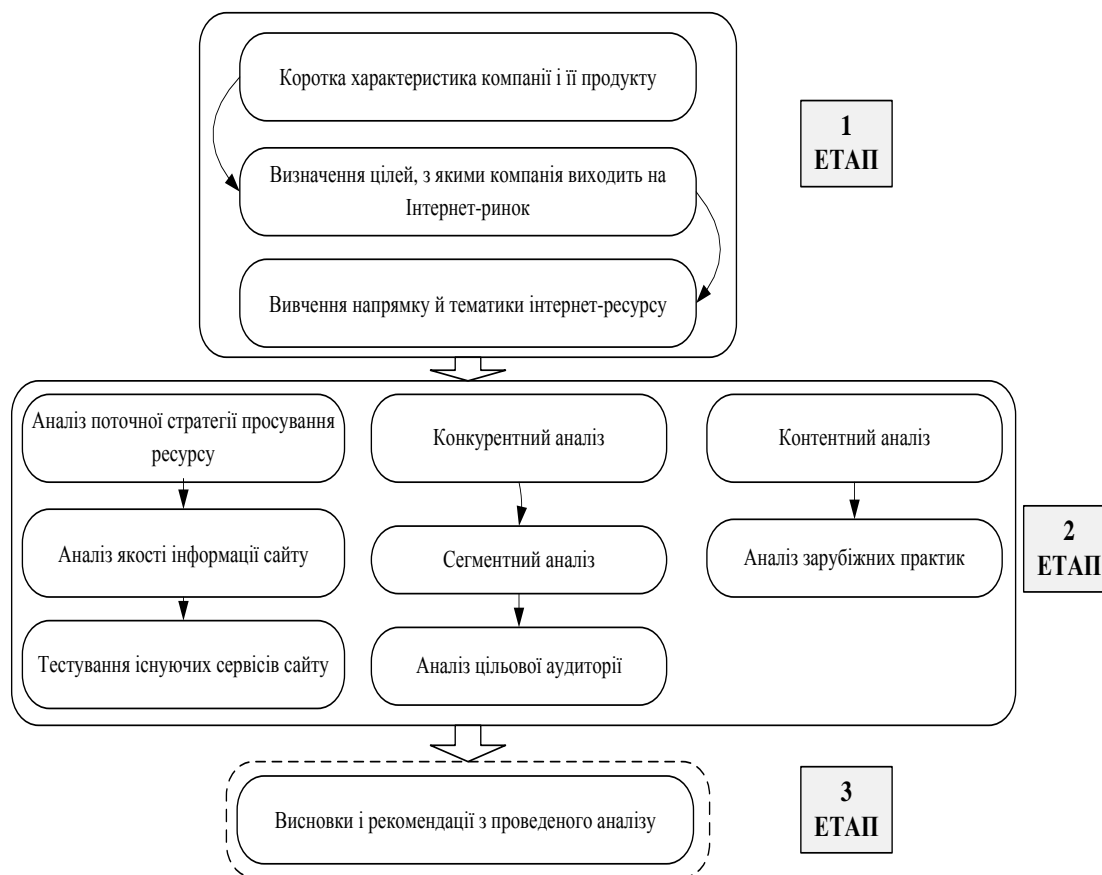 Коротка характеристика компанії і її продукту
1
ЕТАП
Визначення цілей, з якими компанія виходить на
Інтернет-ринок
Вивчення напрямку й тематики інтернет-ресурсу
Аналіз поточної стратегії просування
ресурсу
Аналіз якості інформації сайту
Тестування існуючих сервісів сайту
Конкурентний аналіз
Сегментний аналіз
Аналіз цільової аудиторії
Контентний аналіз
Аналіз зарубіжних практик
2
ЕТАП
Висновки і рекомендації з проведеного аналізу
3
ЕТАП